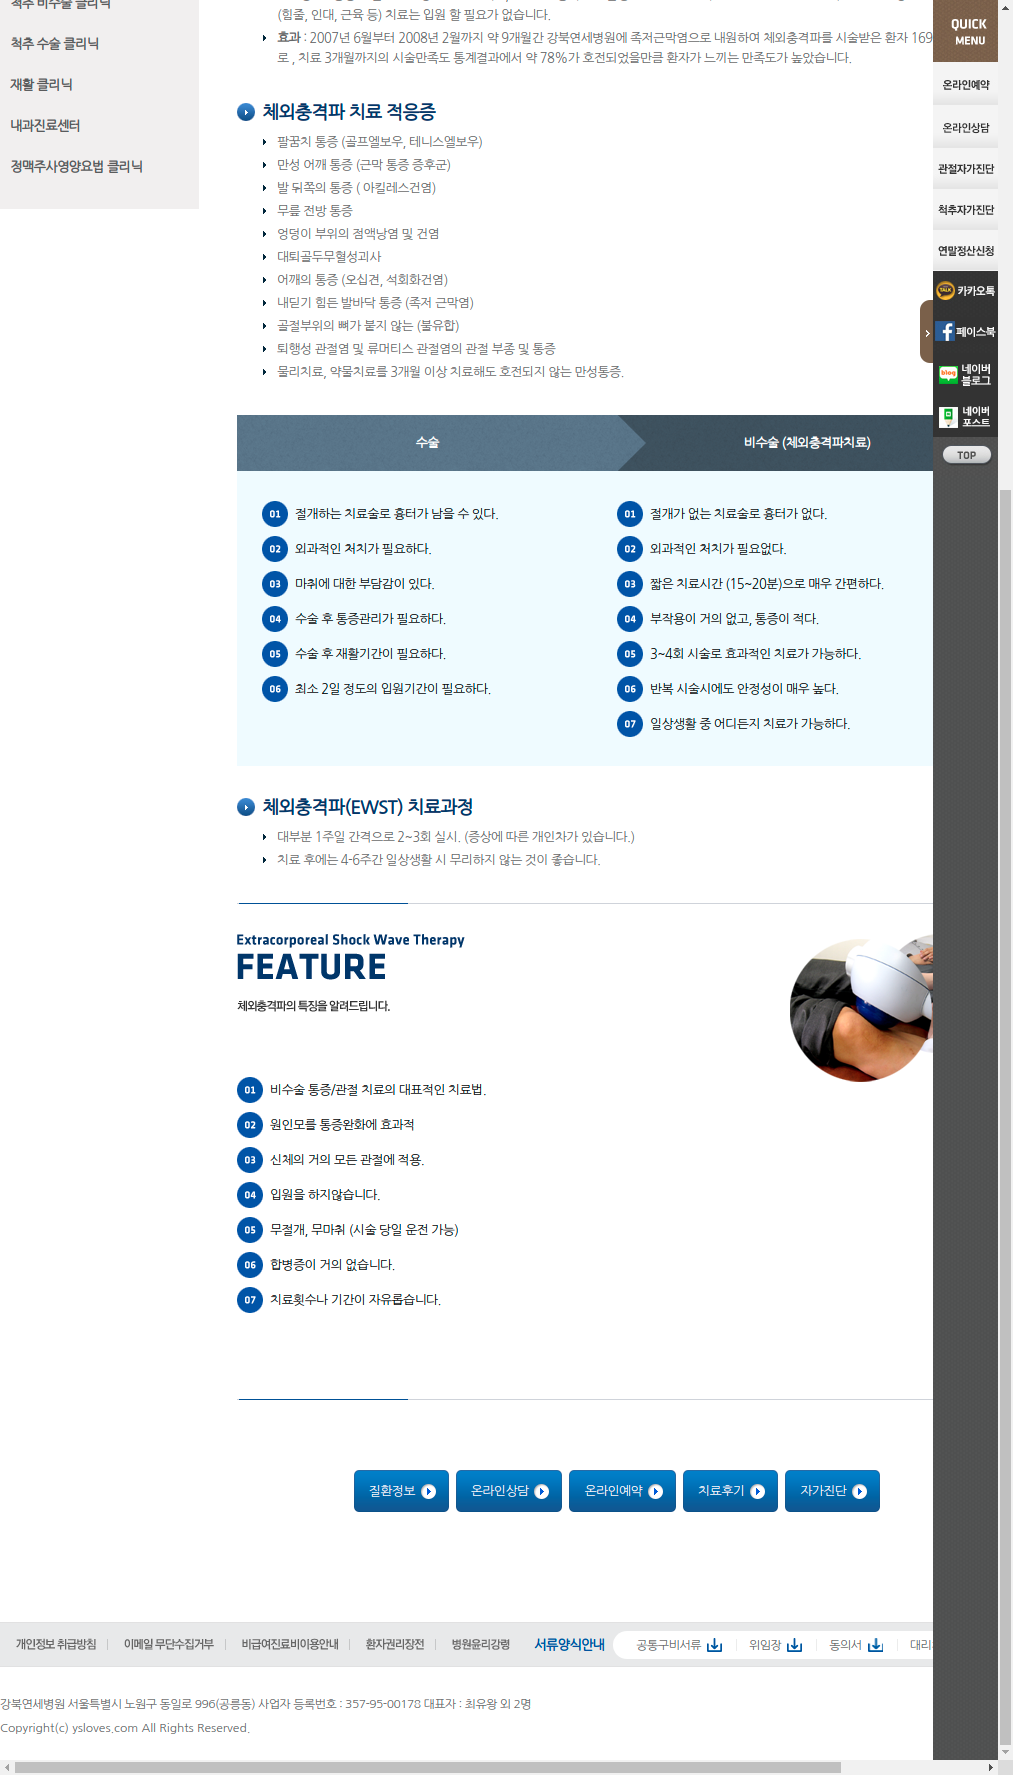 척추 비수술 클리닉
척추 수술 클리닉
재활 클리닉
내과진료센터
정맥주사영양요법 클리닉
(힘줄, 인대, 근육 등) 치료는 입원 할 필요가 없습니다.
효과 : 2007년 6월부터 2008년 2월까지 약 9개월간 강북연세병원에 족저근막염으로 내원하여 체외충격파를 시술받은 환자 169
로 , 치료 3개월까지의 시술만족도 통계결과에서 약 78%가 호전되었을만큼 환자가 느끼는 만족도가 높았습니다.
체외충격파 치료 적응증
팔꿈치 통증 (골프엘보우, 테니스엘보우)
만성 어깨 통증 (근막 통증 증후군)
발 뒤쪽의 통증 ( 아킬레스건염)
무릎 전방 통증
엉덩이 부위의 점액낭염 및 건염
대퇴골두무혈성괴사
어깨의 통증 (오십견, 석회화건염)
내딛기 힘든 발바닥 통증 (족저 근막염)
골절부위의 뼈가 붙지 않는 (불유합)
퇴행성 관절염 및 류머티스 관절염의 관절 부종 및 통증
물리치료, 약물치료를 3개월 이상 치료해도 호전되지 않는 만성통증.
수술
비수술 (체외충격파치료)
01 절개하는 치료술로 흉터가 남을 수 있다.
02 외과적인 처치가 필요하다.
03 마취에 대한 부담감이 있다.
04 수술 후 통증관리가 필요하다.
05 수술 후 재활기간이 필요하다.
06 최소 2일 정도의 입원기간이 필요하다.
01 절개가 없는 치료술로 흉터가 없다.
02 외과적인 처치가 필요없다.
03 짧은 치료시간 (15~20분)으로 매우 간편하다.
04 부작용이 거의 없고, 통증이 적다.
05 3~4회 시술로 효과적인 치료가 가능하다.
06 반복 시술시에도 안정성이 매우 높다.
07 일상생활 중 어디든지 치료가 가능하다.
체외충격파(EWST) 치료과정
대부분 1주일 간격으로 2~3회 실시. (증상에 따른 개인차가 있습니다.)
치료 후에는 4-6주간 일상생활 시 무리하지 않는 것이 좋습니다.
Extracorporeal Shock Wave Therapy
FEATURE
체외충격파의 특징을 알려드립니다.
01 비수술 통증/관절 치료의 대표적인 치료법.
02 원인모를 통증완화에 효과적
03 신체의 거의 모든 관절에 적용.
04 입원을 하지않습니다.
05 무절개, 무마취 (시술 당일 운전 가능)
06 합병증이 거의 없습니다.
07 치료횟수나 기간이 자유롭습니다.
질환정보 온라인상담 온라인예약 치료후기 자가진단
개인정보 취급방침 이메일 무단수집거부 비급여진료비이용안내 환자권리장전 병원윤리강령 서류양식안내 공통구비서류 위임장 동의서 대리
강북연세병원 서울특별시 노원구 동일로 996(공릉동) 사업자 등록번호 : 357-95-00178 대표자 : 최유왕 외 2명
Copyright(c) ysloves.com All Rights Reserved.
QUICK
MENU
온라인예약
온라인상담
관절자가진단
척추자가진단
연말정산신청
TALK 카카오톡
페이스북
blog 네이버
블로그
네이버
포스트
TOP